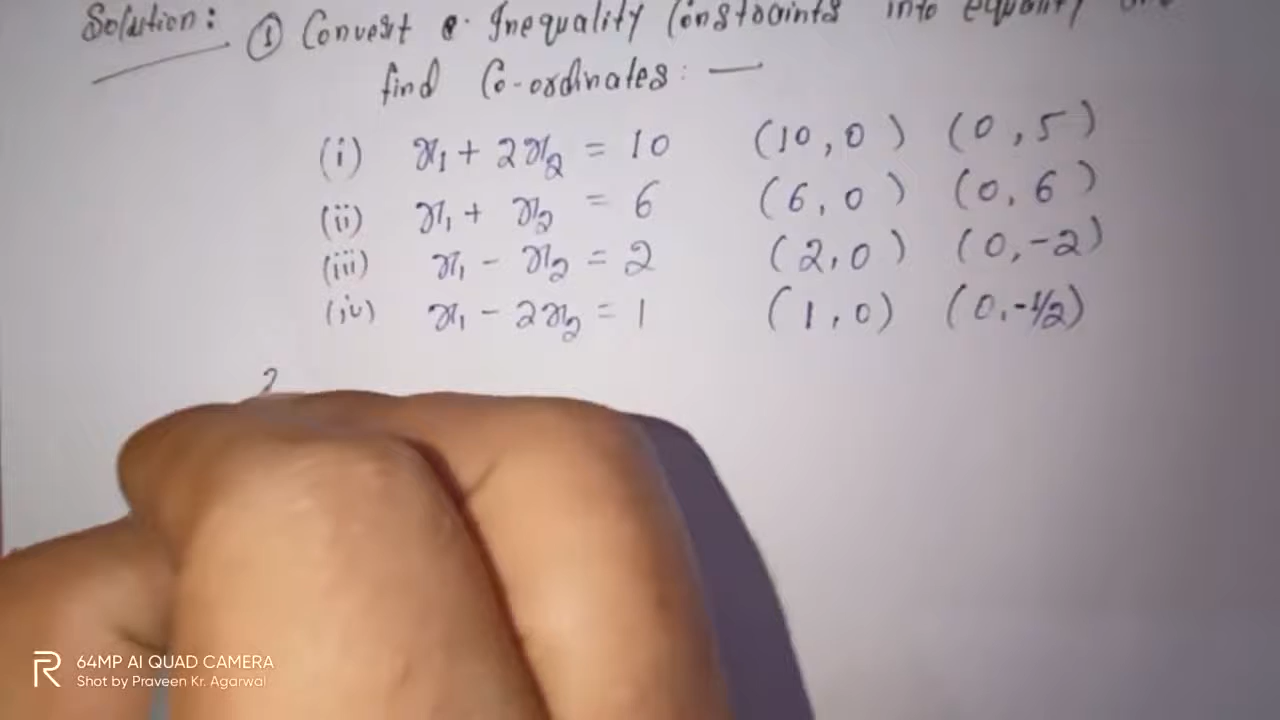 Solution: ① Convert Inequality Constraints into equality
find Co-ordinates: —
(i) x₁ + 2x₂ = 10 (10, 0) (0, 5)
(ii) x₁ + x₂ = 6 (6, 0) (0, 6)
(iii) x₁ - x₂ = 2 (2, 0) (0, -2)
(iv) x₁ - 2x₂ = 1 (1, 0) (0, -1/2)
2
64MP AI QUAD CAMERA
Shot by Praveen Kr. Agarwal